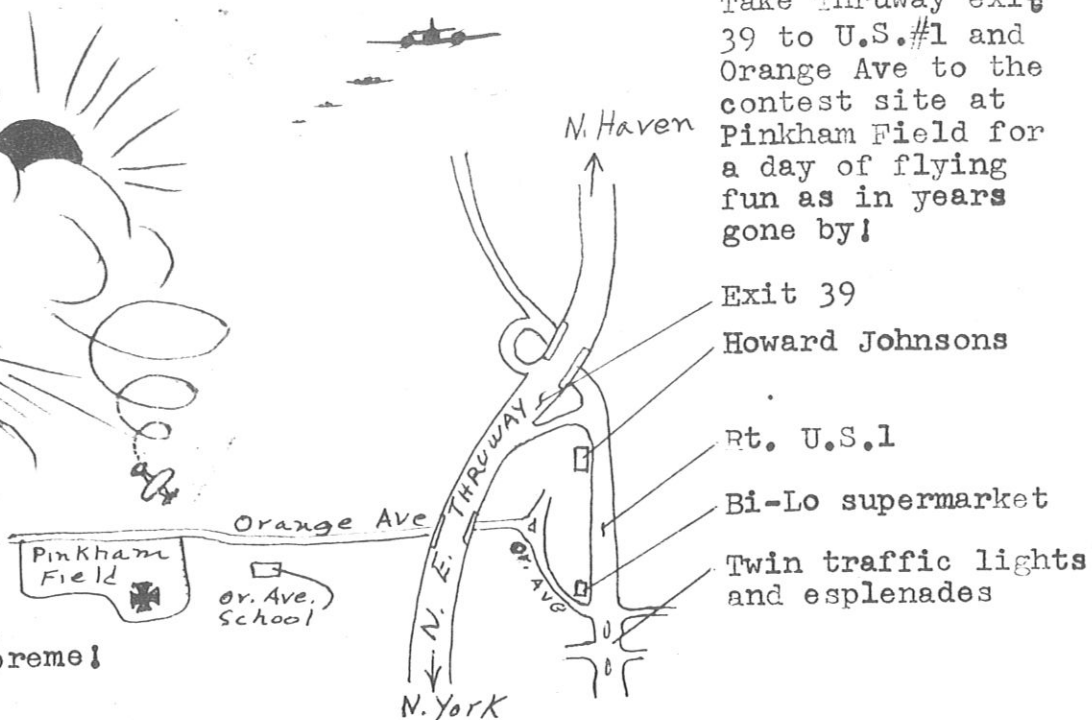 Take Thruway exit
39 to U.S.#1 and
Orange Ave to the
contest site at
Pinkham Field for
a day of flying
fun as in years
gone by!
N. Haven
Exit 39
Howard Johnsons
Rt. U.S.1
Bi-Lo supermarket
Twin traffic lights
and esplenades
N. E. THRUWAY
Orange Ave
Or. Ave
Pinkham
Field
Or. Ave.
School
N. York